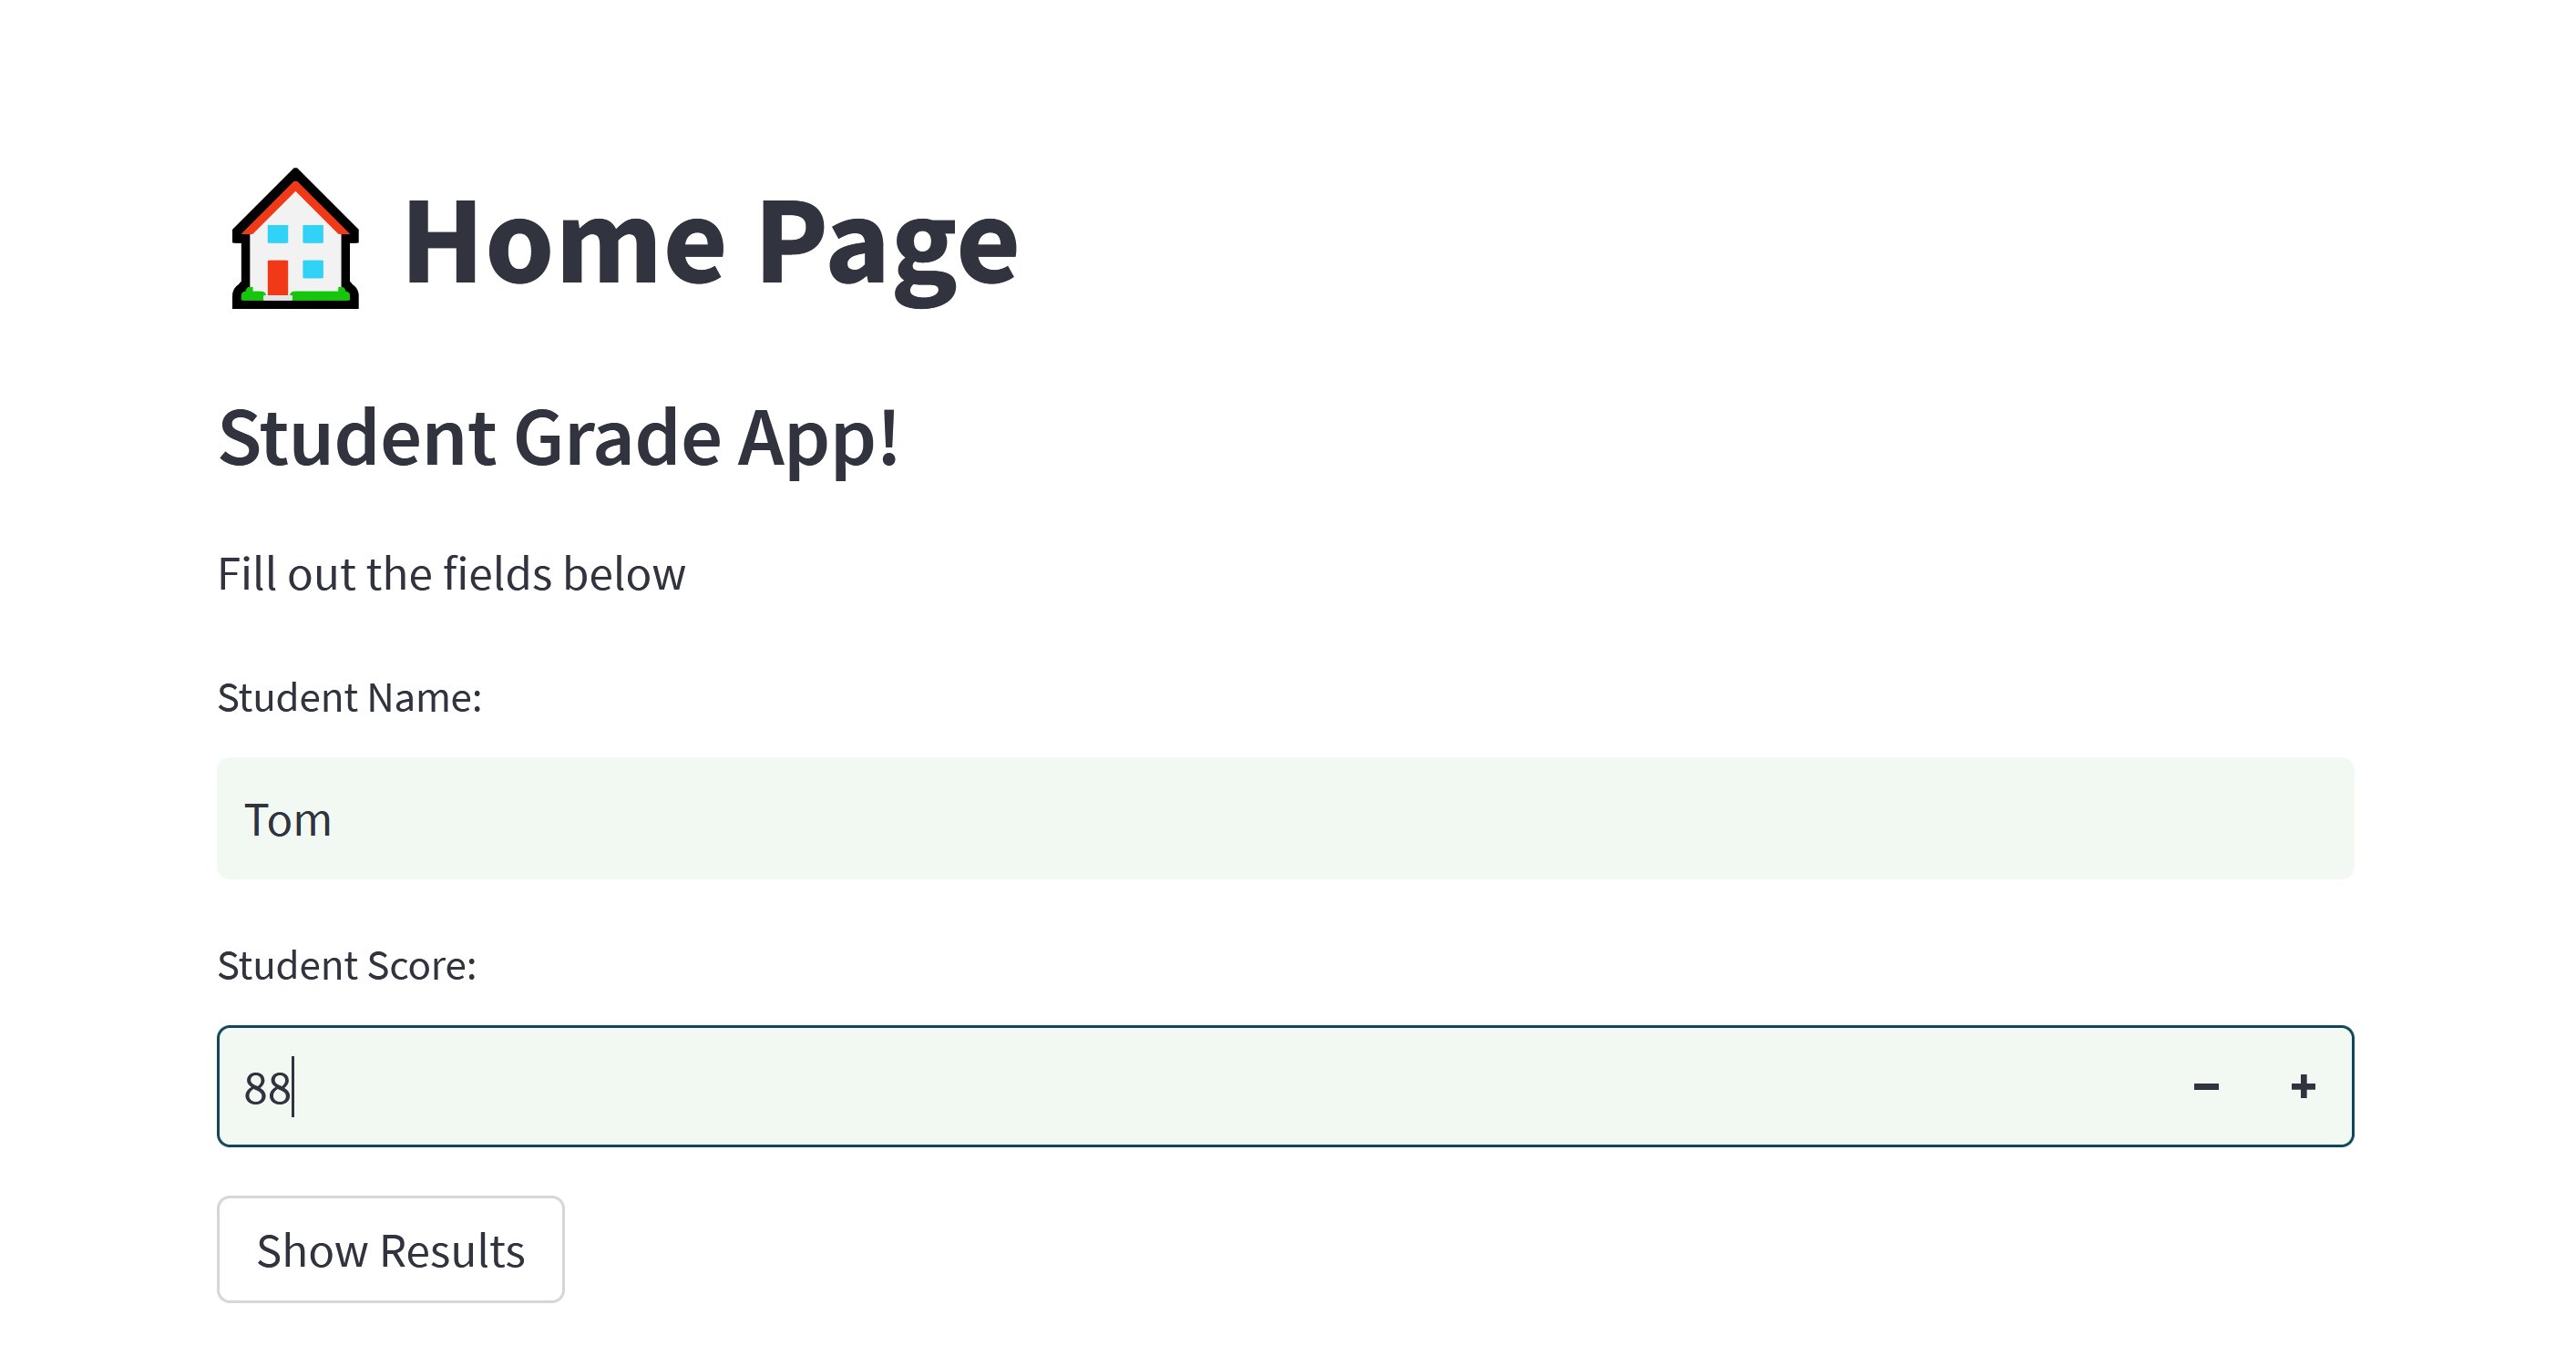 Home Page
Student Grade App!
Fill out the fields below
Student Name:
Tom
Student Score:
88
Show Results